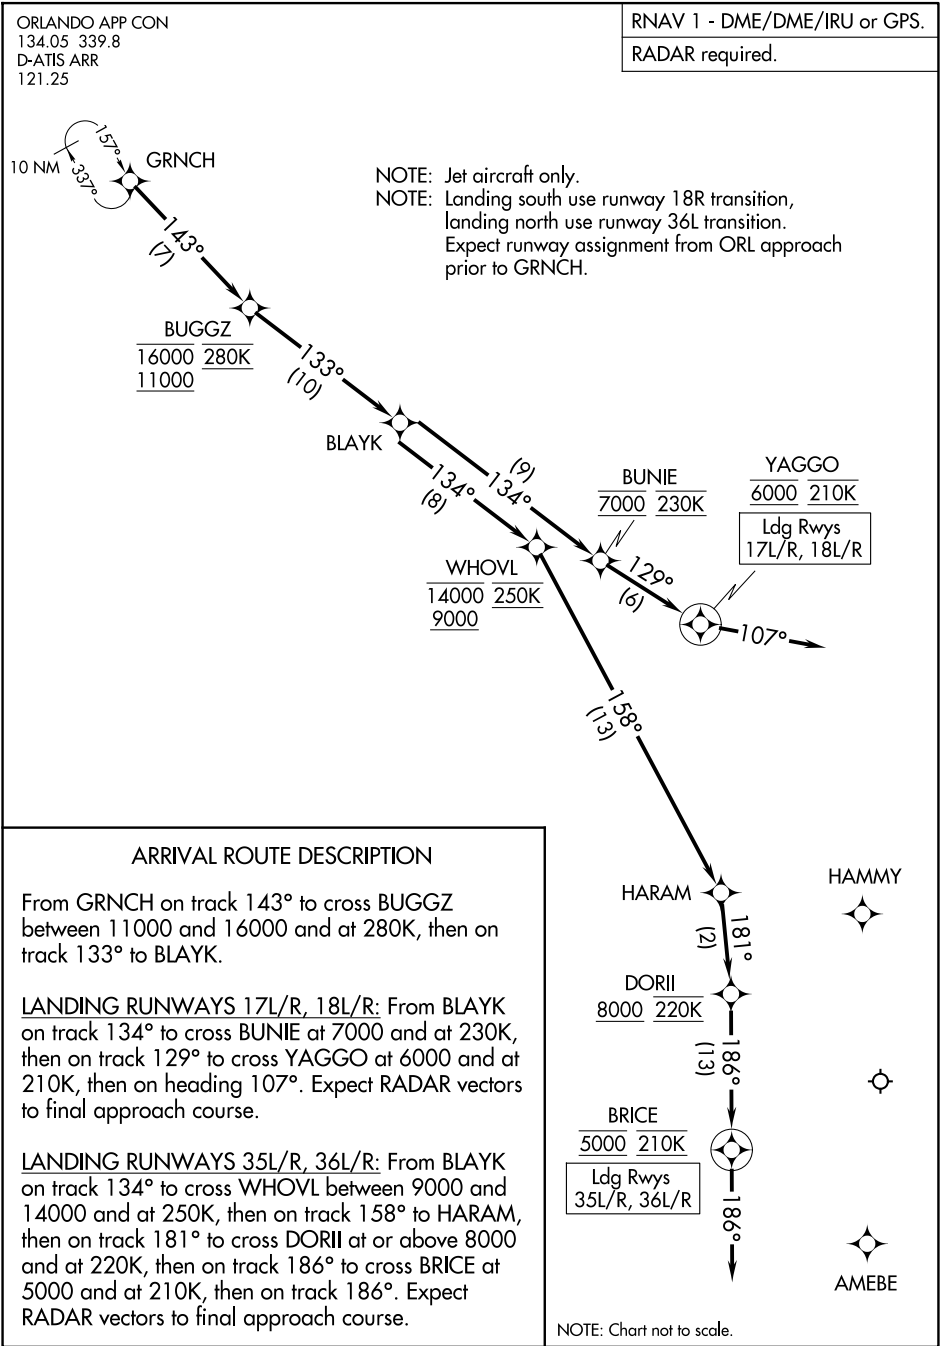 ORLANDO APP CON
134.05 339.8
D-ATIS ARR
121.25
RNAV 1 - DME/DME/IRU or GPS.
RADAR required.
157°
10 NM
337°
GRNCH
NOTE: Jet aircraft only.
NOTE: Landing south use runway 18R transition,
landing north use runway 36L transition.
Expect runway assignment from ORL approach
prior to GRNCH.
143°
(7)
BUGGZ
16000 280K
11000
133°
(10)
BLAYK
(9)
134°
134°
(8)
BUNIE
7000 230K
YAGGO
6000 210K
Ldg Rwys
17L/R, 18L/R
WHOVL
14000 250K
9000
129°
(6)
107°
158°
(13)
HARAM
HAMMY
181°
(2)
DORII
8000 220K
186°
(13)
BRICE
5000 210K
Ldg Rwys
35L/R, 36L/R
186°
AMEBE
NOTE: Chart not to scale.
ARRIVAL ROUTE DESCRIPTION
From GRNCH on track 143° to cross BUGGZ
between 11000 and 16000 and at 280K, then on
track 133° to BLAYK.
LANDING RUNWAYS 17L/R, 18L/R: From BLAYK
on track 134° to cross BUNIE at 7000 and at 230K,
then on track 129° to cross YAGGO at 6000 and at
210K, then on heading 107°. Expect RADAR vectors
to final approach course.
LANDING RUNWAYS 35L/R, 36L/R: From BLAYK
on track 134° to cross WHOVL between 9000 and
14000 and at 250K, then on track 158° to HARAM,
then on track 181° to cross DORII at or above 8000
and at 220K, then on track 186° to cross BRICE at
5000 and at 210K, then on track 186°. Expect
RADAR vectors to final approach course.